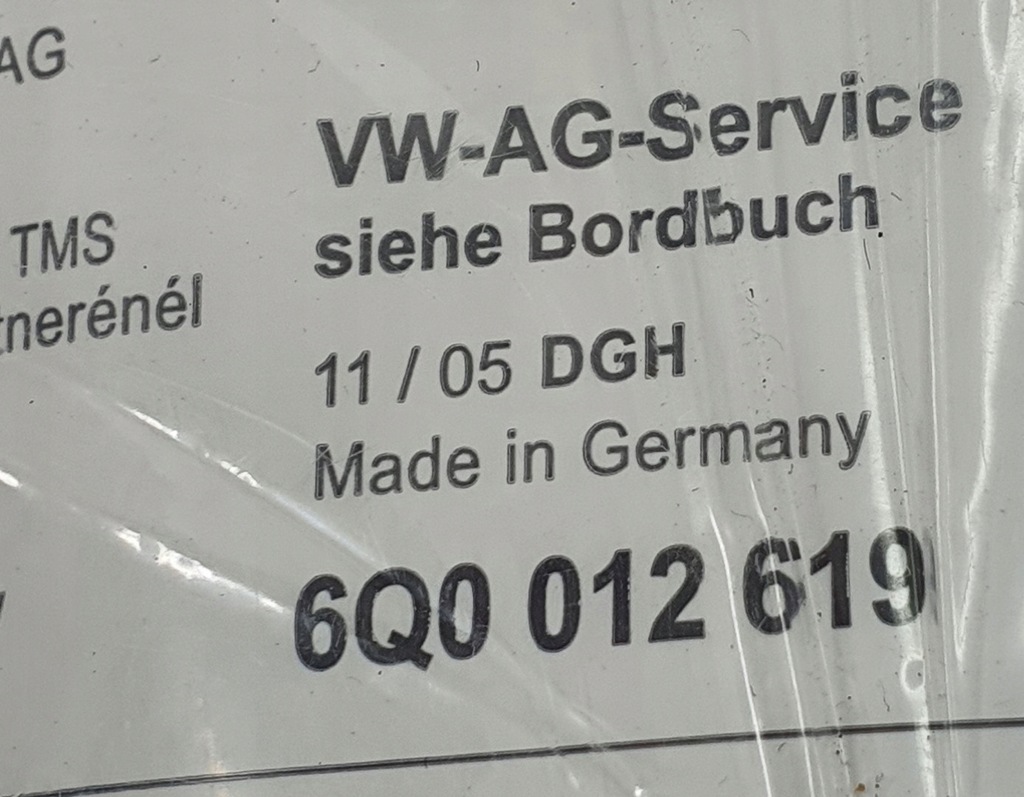 AG
VW-AG-Service
siehe Bordbuch
TMS
tnerénél
11 / 05 DGH
Made in Germany
6Q0 012 619